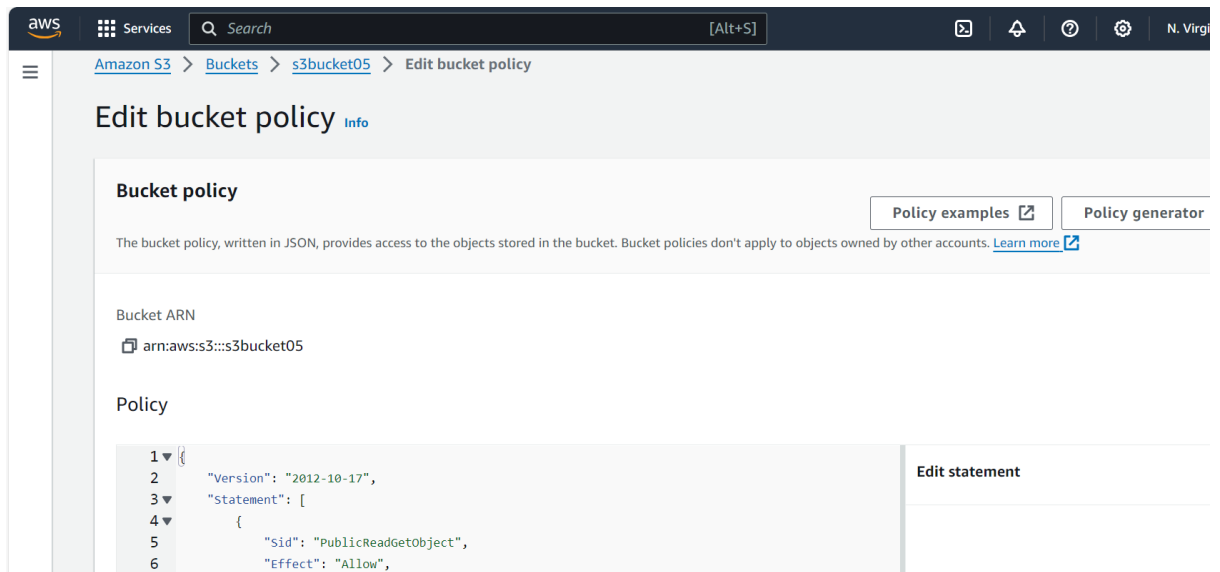 aws Services Search [Alt+S] N. Virgi
Amazon S3 > Buckets > s3bucket05 > Edit bucket policy
Edit bucket policy Info
Bucket policy
Policy examples Policy generator
The bucket policy, written in JSON, provides access to the objects stored in the bucket. Bucket policies don't apply to objects owned by other accounts. Learn more
Bucket ARN
arn:aws:s3:::s3bucket05
Policy
1 {
2 "Version": "2012-10-17",
Edit statement
3 "Statement": [
4 {
5 "Sid": "PublicReadGetObject",
6 "Effect": "Allow",